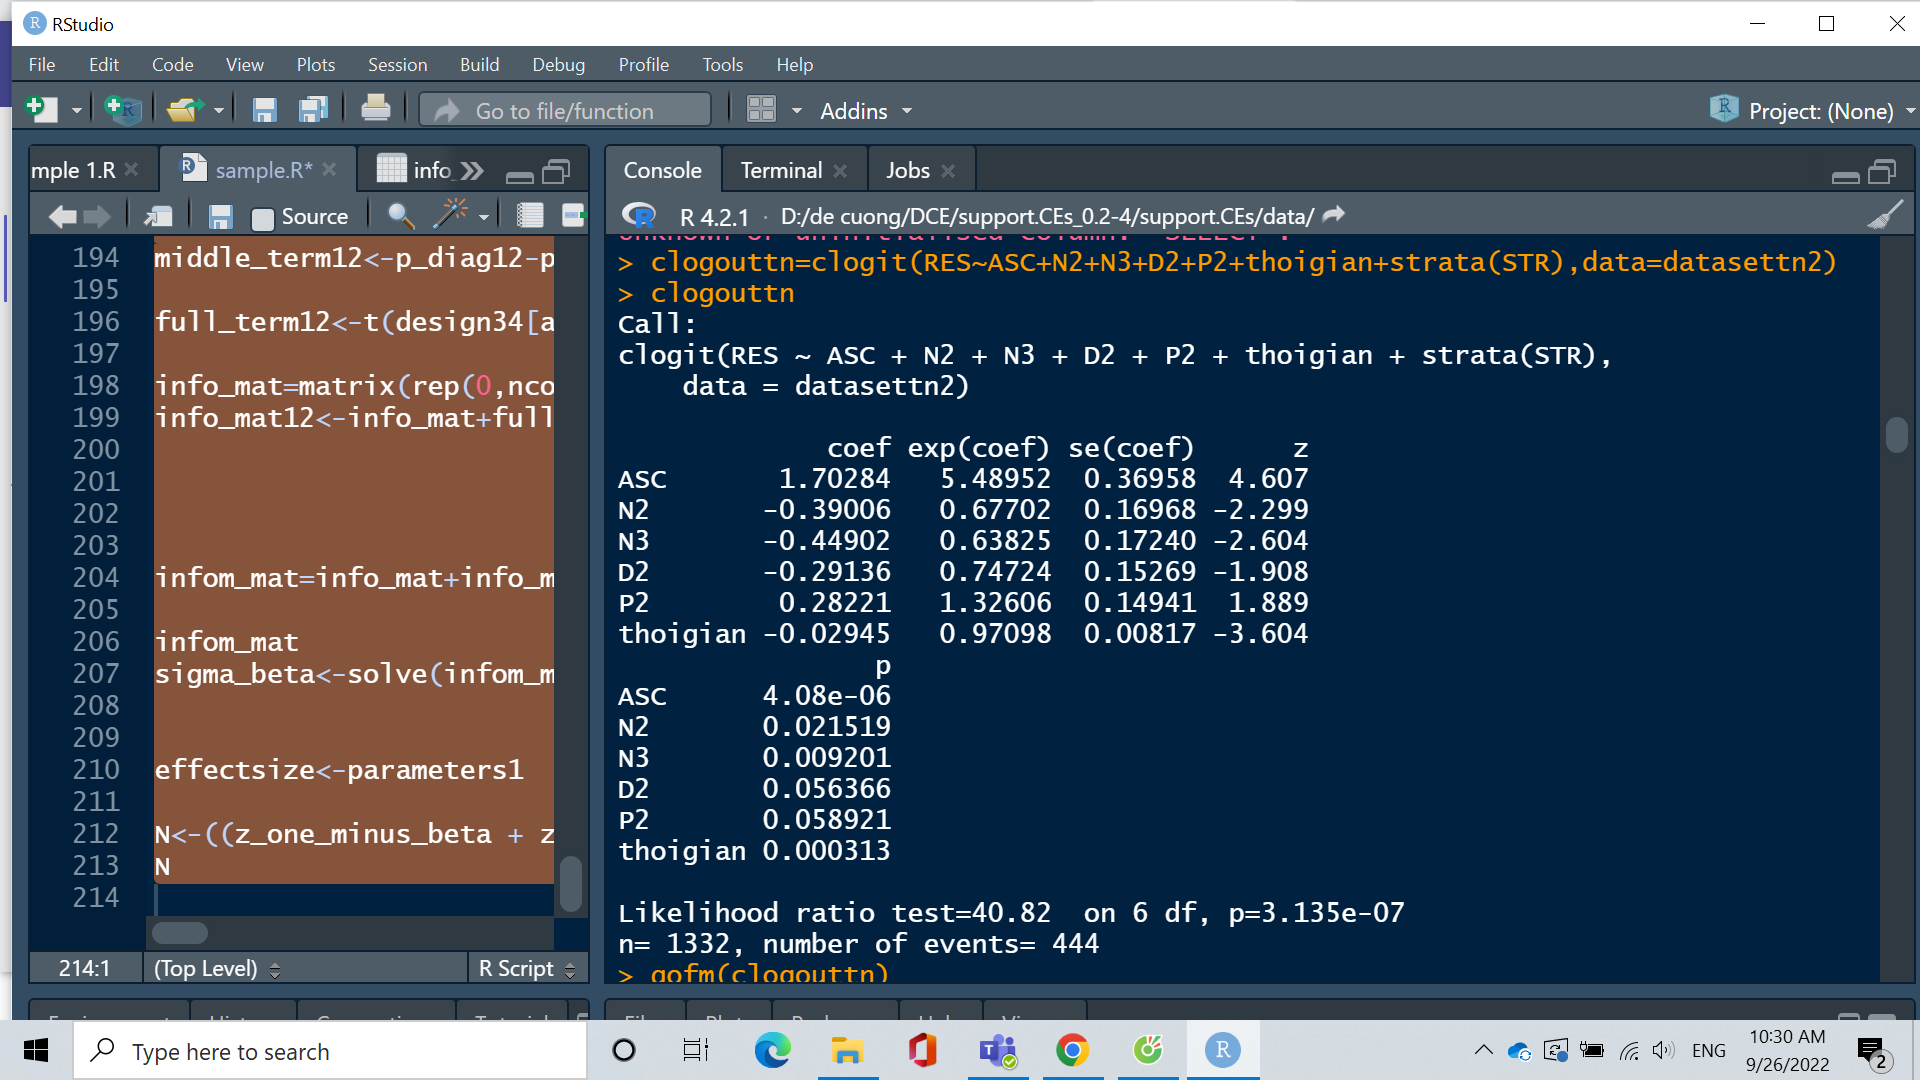 RStudio
File Edit Code View Plots Session Build Debug Profile Tools Help
Go to file/function Addins Project: (None)
mple 1.R sample.R* info_
Source
194 middle_term12<-p_diag12-p
195
196 full_term12<-t(design34[a
197
198 info_mat=matrix(rep(0,nco
199 info_mat12<-info_mat+full
200
201
202
203
204 infom_mat=info_mat+info_m
205
206 infom_mat
207 sigma_beta<-solve(infom_m
208
209
210 effectsize<-parameters1
211
212 N<-((z_one_minus_beta + z
213 N
214
214:1 (Top Level) R Script
Console Terminal Jobs
R 4.2.1 · D:/de cuong/DCE/support.CEs_0.2-4/support.CEs/data/
> clogouttn=clogit(RES~ASC+N2+N3+D2+P2+thoigian+strata(STR),data=datasettn2)
> clogouttn
Call:
clogit(RES ~ ASC + N2 + N3 + D2 + P2 + thoigian + strata(STR),
data = datasettn2)
coef exp(coef) se(coef) z
ASC 1.70284 5.48952 0.36958 4.607
N2 -0.39006 0.67702 0.16968 -2.299
N3 -0.44902 0.63825 0.17240 -2.604
D2 -0.29136 0.74724 0.15269 -1.908
P2 0.28221 1.32606 0.14941 1.889
thoigian -0.02945 0.97098 0.00817 -3.604
p
ASC 4.08e-06
N2 0.021519
N3 0.009201
D2 0.056366
P2 0.058921
thoigian 0.000313
Likelihood ratio test=40.82 on 6 df, p=3.135e-07
n= 1332, number of events= 444
> gofm(clogouttn)
Type here to search
ENG
10:30 AM
9/26/2022
2